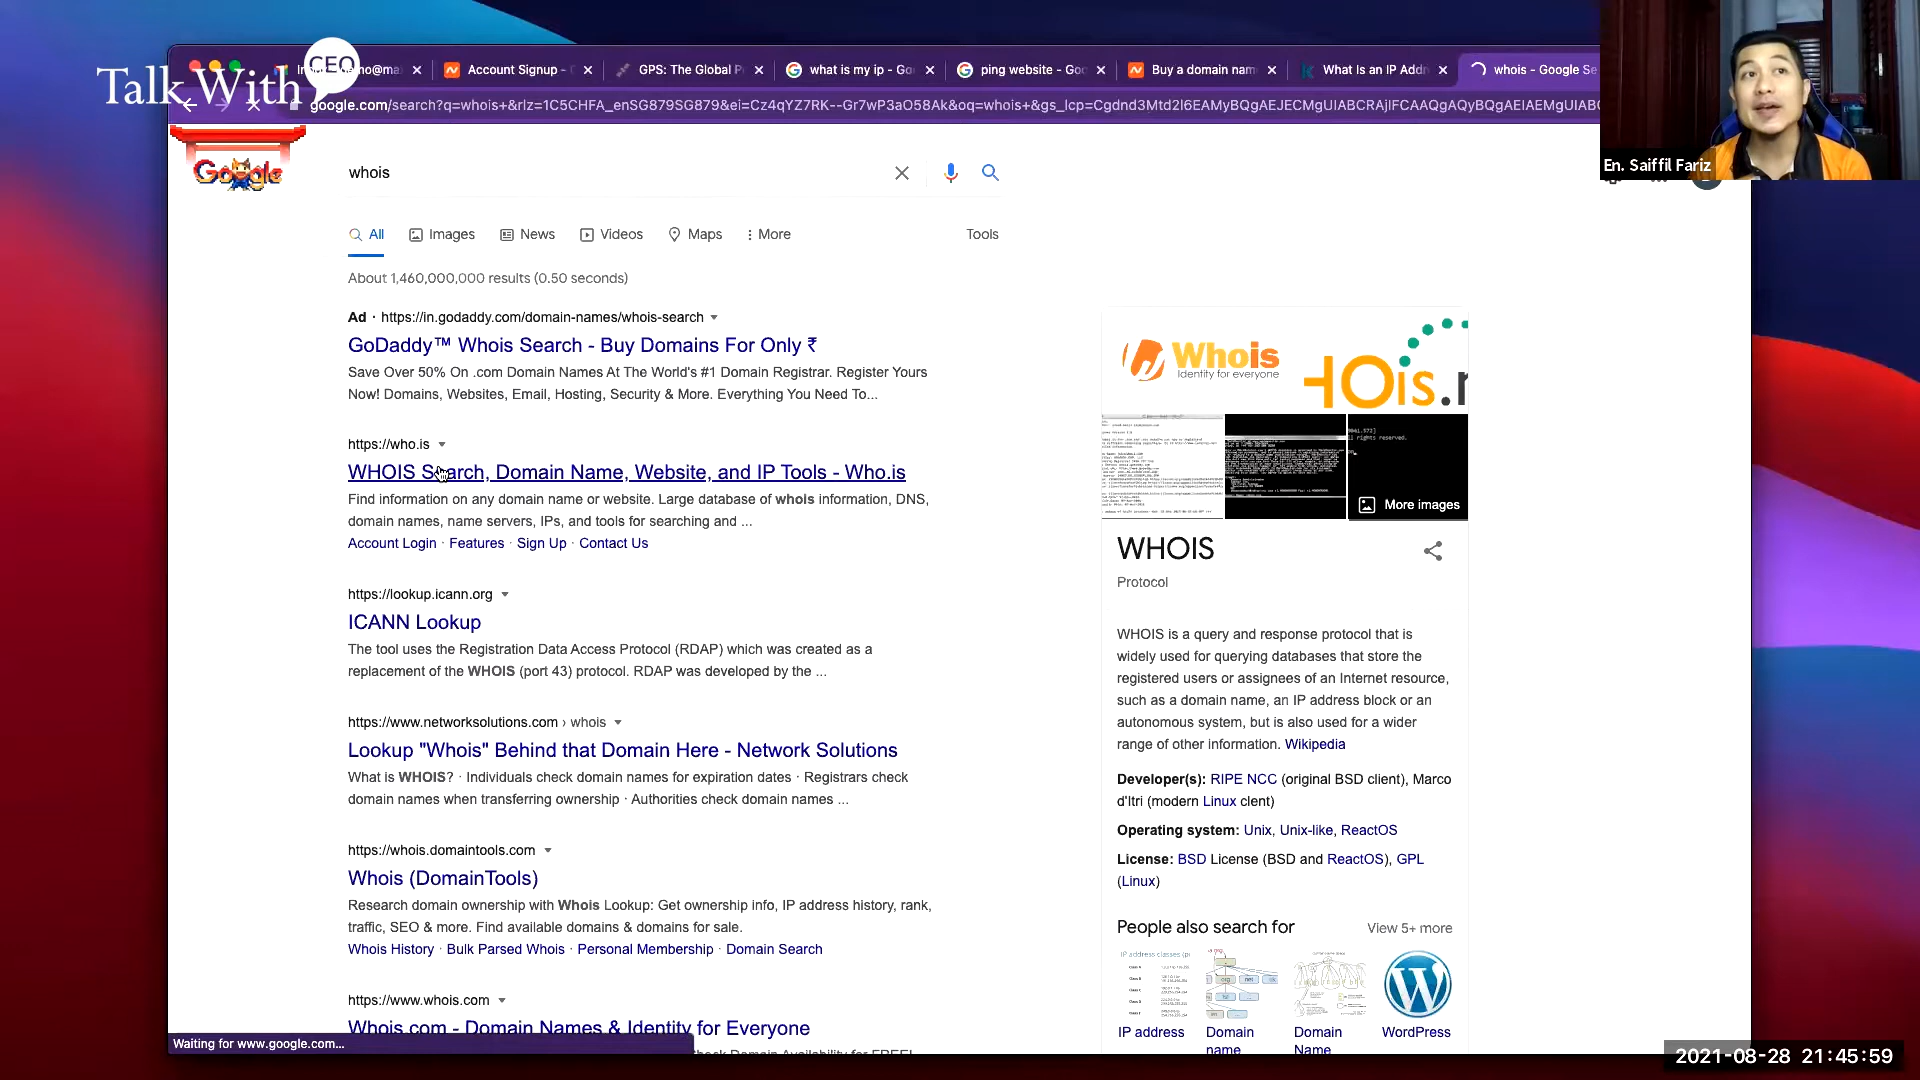 Talk With
CEO
Account Signup -
GPS: The Global P
what is my ip - Go
ping website - Goo
Buy a domain nam
What Is an IP Addr
whois - Google Se
google.com/search?q=whois+&rlz=1C5CHFA_enSG879SG879&ei=Cz4qYZ7RK--Gr7wP3aO58Ak&oq=whois+&gs_lcp=
En. Saiffil Fariz
Google
whois
All
Images
News
Videos
Maps
More
Tools
About 1,460,000,000 results (0.50 seconds)
Ad · https://in.godaddy.com/domain-names/whois-search
GoDaddy™ Whois Search - Buy Domains For Only ₹
Save Over 50% On .com Domain Names At The World's #1 Domain Registrar. Register Yours
Now! Domains, Websites, Email, Hosting, Security & More. Everything You Need To...
https://who.is
WHOIS Search, Domain Name, Website, and IP Tools - Who.is
Find information on any domain name or website. Large database of whois information, DNS,
domain names, name servers, IPs, and tools for searching and ...
Account Login · Features · Sign Up · Contact Us
https://lookup.icann.org
ICANN Lookup
The tool uses the Registration Data Access Protocol (RDAP) which was created as a
replacement of the WHOIS (port 43) protocol. RDAP was developed by the ...
https://www.networksolutions.com › whois
Lookup "Whois" Behind that Domain Here - Network Solutions
What is WHOIS? · Individuals check domain names for expiration dates · Registrars check
domain names when transferring ownership · Authorities check domain names ...
https://whois.domaintools.com
Whois (DomainTools)
Research domain ownership with Whois Lookup: Get ownership info, IP address history, rank,
traffic, SEO & more. Find available domains & domains for sale.
Whois History · Bulk Parsed Whois · Personal Membership · Domain Search
https://www.whois.com
Whois.com - Domain Names & Identity for Everyone
Waiting for www.google.com...
Whois
Identity for everyone
HOis.
More images
WHOIS
Protocol
WHOIS is a query and response protocol that is
widely used for querying databases that store the
registered users or assignees of an Internet resource,
such as a domain name, an IP address block or an
autonomous system, but is also used for a wider
range of other information. Wikipedia
Developer(s): RIPE NCC (original BSD client), Marco
d'Itri (modern Linux clent)
Operating system: Unix, Unix-like, ReactOS
License: BSD License (BSD and ReactOS), GPL
(Linux)
People also search for
View 5+ more
IP address
Domain
name
Domain
Name
WordPress
2021-08-28 21:45:59